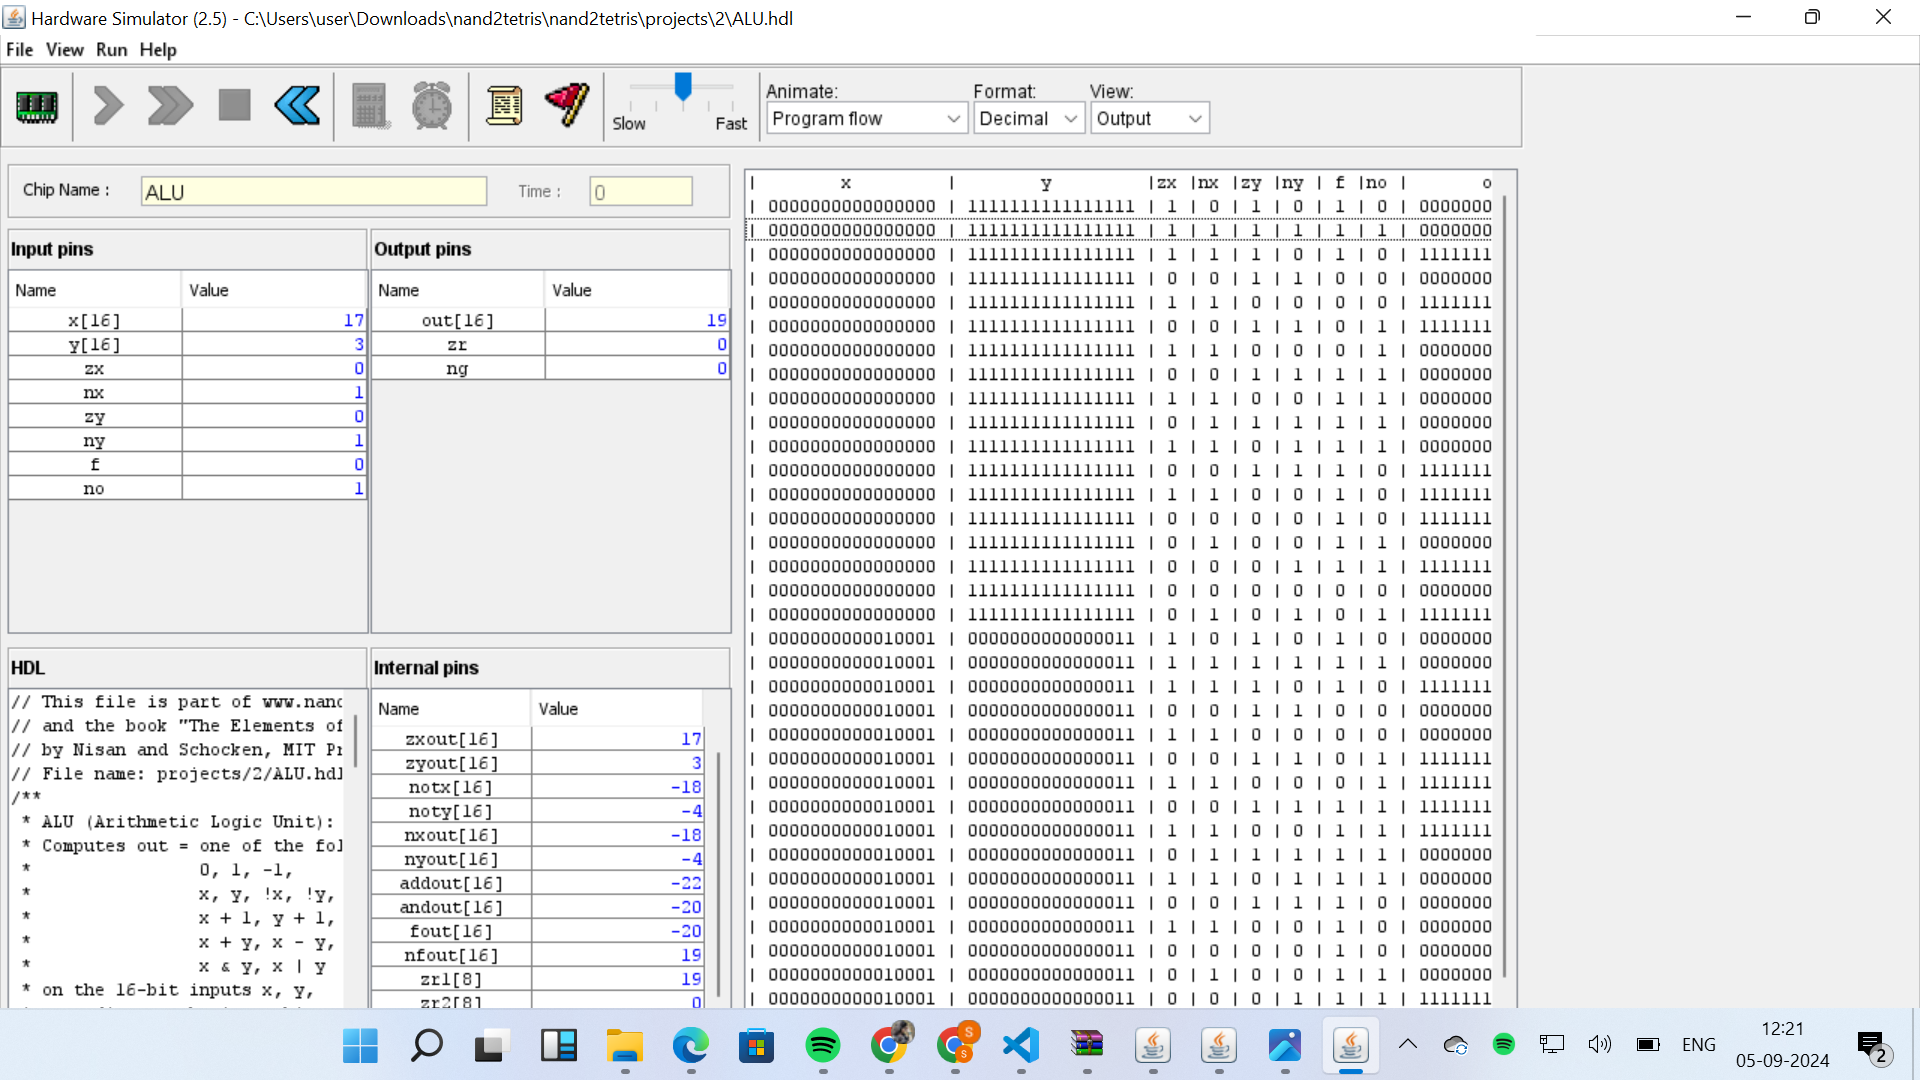 Hardware Simulator (2.5) - C:\Users\user\Downloads\nand2tetris\nand2tetris\projects\2\ALU.hdl
File View Run Help
Animate: Format: View:
Slow Fast Program flow Decimal Output
Chip Name : ALU Time : 0
Input pins
Name Value
x[16] 17
y[16] 3
zx 0
nx 1
zy 0
ny 1
f 0
no 1
Output pins
Name Value
out[16] 19
zr 0
ng 0
HDL
// This file is part of www.nand
// and the book "The Elements of
// by Nisan and Schocken, MIT Pr
// File name: projects/2/ALU.hdl
/**
* ALU (Arithmetic Logic Unit):
* Computes out = one of the fol
* 0, 1, -1,
* x, y, !x, !y,
* x + 1, y + 1,
* x + y, x - y,
* x & y, x | y
* on the 16-bit inputs x, y,
Internal pins
Name Value
zxout[16] 17
zyout[16] 3
notx[16] -18
noty[16] -4
nxout[16] -18
nyout[16] -4
addout[16] -22
andout[16] -20
fout[16] -20
nfout[16] 19
zr1[8] 19
zr2[8] 0
| x | y |zx |nx |zy |ny | f |no | o
| 0000000000000000 | 1111111111111111 | 1 | 0 | 1 | 0 | 1 | 0 | 0000000
| 0000000000000000 | 1111111111111111 | 1 | 1 | 1 | 1 | 1 | 1 | 0000000
| 0000000000000000 | 1111111111111111 | 1 | 1 | 1 | 0 | 1 | 0 | 1111111
| 0000000000000000 | 1111111111111111 | 0 | 0 | 1 | 1 | 0 | 0 | 0000000
| 0000000000000000 | 1111111111111111 | 1 | 1 | 0 | 0 | 0 | 0 | 1111111
| 0000000000000000 | 1111111111111111 | 0 | 0 | 1 | 1 | 0 | 1 | 1111111
| 0000000000000000 | 1111111111111111 | 1 | 1 | 0 | 0 | 0 | 1 | 0000000
| 0000000000000000 | 1111111111111111 | 0 | 0 | 1 | 1 | 1 | 1 | 0000000
| 0000000000000000 | 1111111111111111 | 1 | 1 | 0 | 0 | 1 | 1 | 0000000
| 0000000000000000 | 1111111111111111 | 0 | 1 | 1 | 1 | 1 | 1 | 0000000
| 0000000000000000 | 1111111111111111 | 1 | 1 | 0 | 1 | 1 | 1 | 0000000
| 0000000000000000 | 1111111111111111 | 0 | 0 | 1 | 1 | 1 | 0 | 1111111
| 0000000000000000 | 1111111111111111 | 1 | 1 | 0 | 0 | 1 | 0 | 1111111
| 0000000000000000 | 1111111111111111 | 0 | 0 | 0 | 0 | 1 | 0 | 1111111
| 0000000000000000 | 1111111111111111 | 0 | 1 | 0 | 0 | 1 | 1 | 0000000
| 0000000000000000 | 1111111111111111 | 0 | 0 | 0 | 1 | 1 | 1 | 1111111
| 0000000000000000 | 1111111111111111 | 0 | 0 | 0 | 0 | 0 | 0 | 0000000
| 0000000000000000 | 1111111111111111 | 0 | 1 | 0 | 1 | 0 | 1 | 1111111
| 0000000000010001 | 0000000000000011 | 1 | 0 | 1 | 0 | 1 | 0 | 0000000
| 0000000000010001 | 0000000000000011 | 1 | 1 | 1 | 1 | 1 | 1 | 0000000
| 0000000000010001 | 0000000000000011 | 1 | 1 | 1 | 0 | 1 | 0 | 1111111
| 0000000000010001 | 0000000000000011 | 0 | 0 | 1 | 1 | 0 | 0 | 0000000
| 0000000000010001 | 0000000000000011 | 1 | 1 | 0 | 0 | 0 | 0 | 0000000
| 0000000000010001 | 0000000000000011 | 0 | 0 | 1 | 1 | 0 | 1 | 1111111
| 0000000000010001 | 0000000000000011 | 1 | 1 | 0 | 0 | 0 | 1 | 1111111
| 0000000000010001 | 0000000000000011 | 0 | 0 | 1 | 1 | 1 | 1 | 1111111
| 0000000000010001 | 0000000000000011 | 1 | 1 | 0 | 0 | 1 | 1 | 1111111
| 0000000000010001 | 0000000000000011 | 0 | 1 | 1 | 1 | 1 | 1 | 0000000
| 0000000000010001 | 0000000000000011 | 1 | 1 | 0 | 1 | 1 | 1 | 0000000
| 0000000000010001 | 0000000000000011 | 0 | 0 | 1 | 1 | 1 | 0 | 0000000
| 0000000000010001 | 0000000000000011 | 1 | 1 | 0 | 0 | 1 | 0 | 0000000
| 0000000000010001 | 0000000000000011 | 0 | 0 | 0 | 0 | 1 | 0 | 0000000
| 0000000000010001 | 0000000000000011 | 0 | 1 | 0 | 0 | 1 | 1 | 0000000
| 0000000000010001 | 0000000000000011 | 0 | 0 | 0 | 1 | 1 | 1 | 1111111
S
S
ENG
12:21
05-09-2024
2